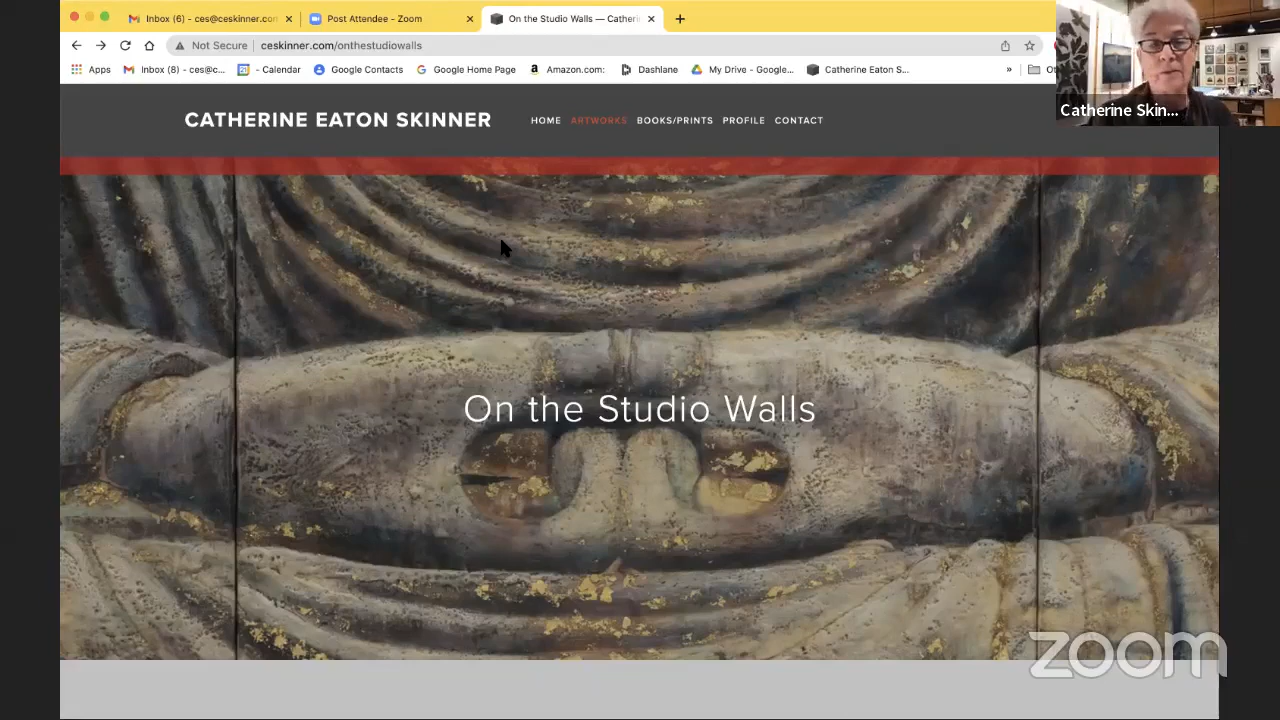 Inbox (6) - ces@ceskinner.con
Post Attendee - Zoom
On the Studio Walls — Catheri
Not Secure
ceskinner.com/onthestudiowalls
Apps
Inbox (8) - ces@c...
- Calendar
Google Contacts
Google Home Page
Amazon.com:
Dashlane
My Drive - Google...
Catherine Eaton S...
»
Catherine Skin...
CATHERINE EATON SKINNER
HOME ARTWORKS BOOKS/PRINTS PROFILE CONTACT
On the Studio Walls
zoom